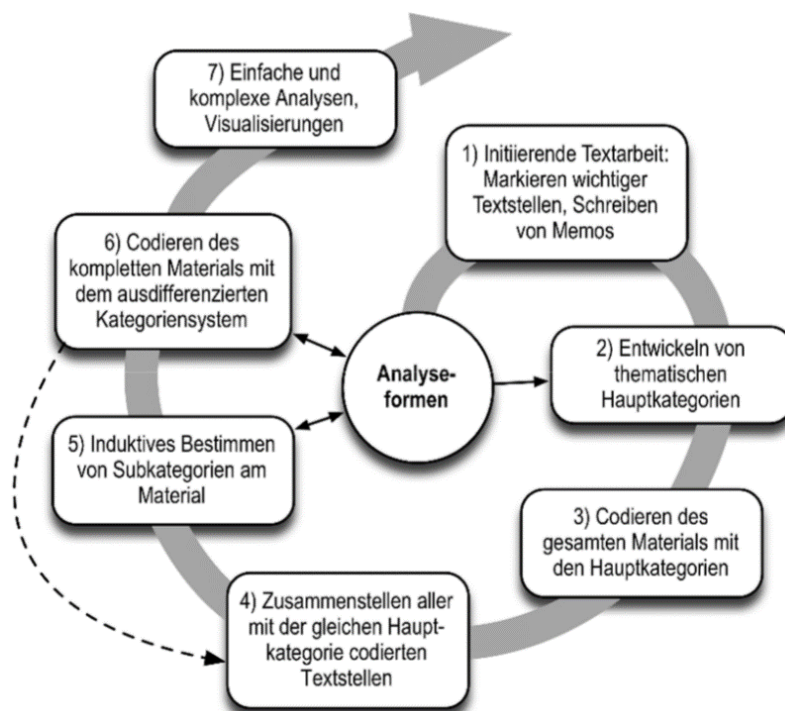 7) Einfache und
komplexe Analysen,
Visualisierungen
1) Initiierende Textarbeit:
Markieren wichtiger
Textstellen, Schreiben
von Memos
6) Codieren des
kompletten Materials mit
dem ausdifferenzierten
Kategoriensystem
Analyse-
formen
2) Entwickeln von
thematischen
Hauptkategorien
5) Induktives Bestimmen
von Subkategorien am
Material
3) Codieren des
gesamten Materials mit
den Hauptkategorien
4) Zusammenstellen aller
mit der gleichen Haupt-
kategorie codierten
Textstellen